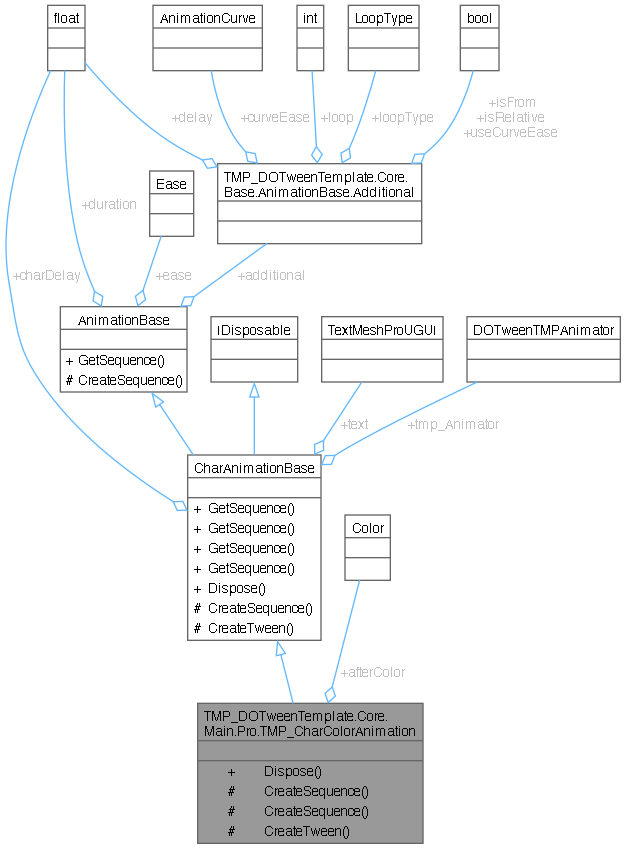 float
AnimationCurve
int
LoopType
bool
+delay
+curveEase
+loop
+loopType
+isFrom
+isRelative
+useCurveEase
TMP_DOTweenTemplate.Core.
Base.AnimationBase.Additional
Ease
+duration
+charDelay
+ease
+additional
AnimationBase
+ GetSequence()
# CreateSequence()
IDisposable
TextMeshProUGUI
DOTweenTMPAnimator
+text
+tmp_Animator
CharAnimationBase
+ GetSequence()
+ GetSequence()
+ GetSequence()
+ GetSequence()
+ Dispose()
# CreateSequence()
# CreateTween()
Color
+afterColor
TMP_DOTweenTemplate.Core.
Main.Pro.TMP_CharColorAnimation
+ Dispose()
# CreateSequence()
# CreateSequence()
# CreateTween()